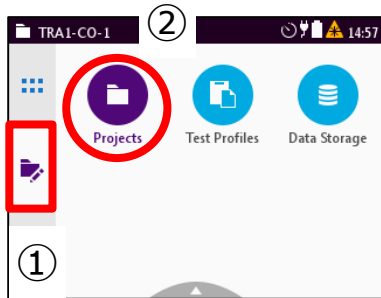 TRA1-CO-1
②
14:57
Projects
Test Profiles
Data Storage
①